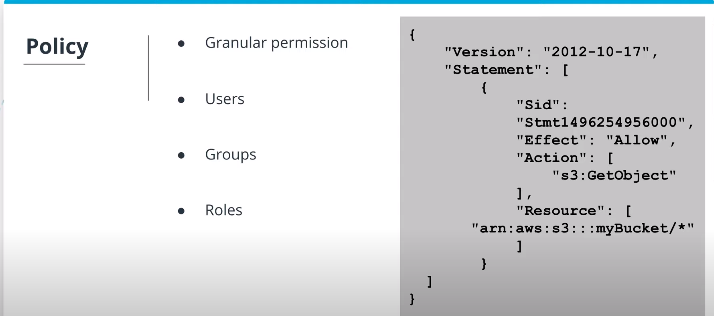 Policy
Granular permission
Users
Groups
Roles
{
"Version": "2012-10-17",
"Statement": [
{
"Sid":
"Stmt1496254956000",
"Effect": "Allow",
"Action": [
"s3:GetObject"
],
"Resource": [
"arn:aws:s3:::myBucket/*"
]
}
]
}